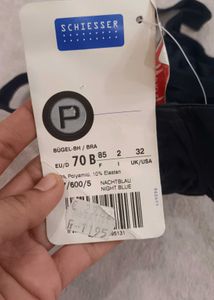 SCHIESSER
P
BÜGEL-BH / BRA
EU/D 70 B 85 2 32
F I UK/USA
% Polyamid, 10% Elastan
/600/5 NACHTBLAU
NIGHT BLUE
95131